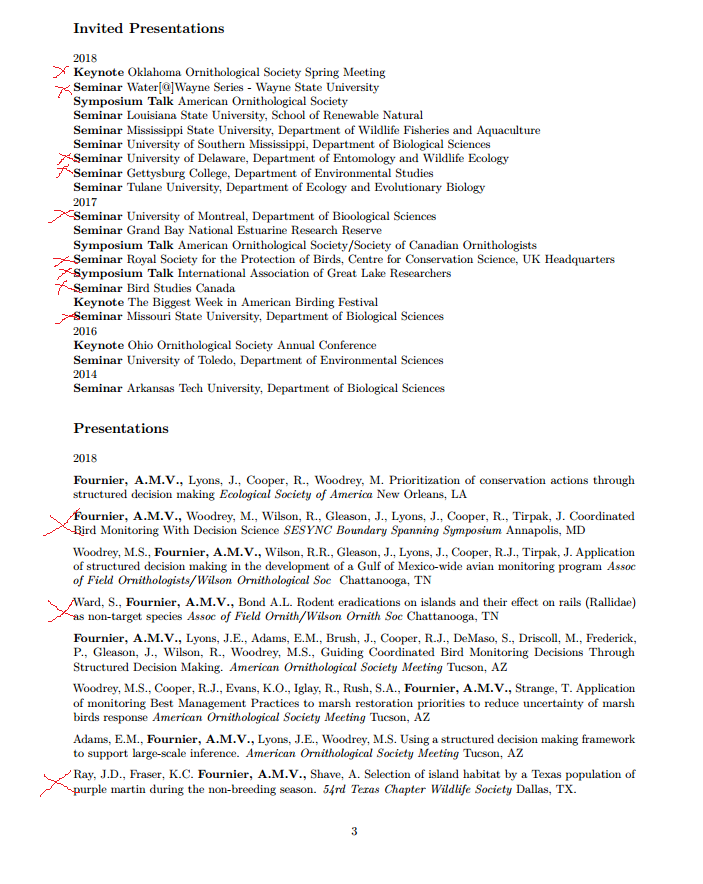 Invited Presentations
2018
Keynote Oklahoma Ornithological Society Spring Meeting
Seminar Water[@]Wayne Series - Wayne State University
Symposium Talk American Ornithological Society
Seminar Louisiana State University, School of Renewable Natural
Seminar Mississippi State University, Department of Wildlife Fisheries and Aquaculture
Seminar University of Southern Mississippi, Department of Biological Sciences
Seminar University of Delaware, Department of Entomology and Wildlife Ecology
Seminar Gettysburg College, Department of Environmental Studies
Seminar Tulane University, Department of Ecology and Evolutionary Biology
2017
Seminar University of Montreal, Department of Bioological Sciences
Seminar Grand Bay National Estuarine Research Reserve
Symposium Talk American Ornithological Society/Society of Canadian Ornithologists
Seminar Royal Society for the Protection of Birds, Centre for Conservation Science, UK Headquarters
Symposium Talk International Association of Great Lake Researchers
Seminar Bird Studies Canada
Keynote The Biggest Week in American Birding Festival
Seminar Missouri State University, Department of Biological Sciences
2016
Keynote Ohio Ornithological Society Annual Conference
Seminar University of Toledo, Department of Environmental Sciences
2014
Seminar Arkansas Tech University, Department of Biological Sciences
Presentations
2018
Fournier, A.M.V., Lyons, J., Cooper, R., Woodrey, M. Prioritization of conservation actions through
structured decision making Ecological Society of America New Orleans, LA
Fournier, A.M.V., Woodrey, M., Wilson, R., Gleason, J., Lyons, J., Cooper, R., Tirpak, J. Coordinated
Bird Monitoring With Decision Science SESYNC Boundary Spanning Symposium Annapolis, MD
Woodrey, M.S., Fournier, A.M.V., Wilson, R.R., Gleason, J., Lyons, J., Cooper, R.J., Tirpak, J. Application
of structured decision making in the development of a Gulf of Mexico-wide avian monitoring program Assoc
of Field Ornithologists/Wilson Ornithological Soc Chattanooga, TN
Ward, S., Fournier, A.M.V., Bond A.L. Rodent eradications on islands and their effect on rails (Rallidae)
as non-target species Assoc of Field Ornith/Wilson Ornith Soc Chattanooga, TN
Fournier, A.M.V., Lyons, J.E., Adams, E.M., Brush, J., Cooper, R.J., DeMaso, S., Driscoll, M., Frederick,
P., Gleason, J., Wilson, R., Woodrey, M.S., Guiding Coordinated Bird Monitoring Decisions Through
Structured Decision Making. American Ornithological Society Meeting Tucson, AZ
Woodrey, M.S., Cooper, R.J., Evans, K.O., Iglay, R., Rush, S.A., Fournier, A.M.V., Strange, T. Application
of monitoring Best Management Practices to marsh restoration priorities to reduce uncertainty of marsh
birds response American Ornithological Society Meeting Tucson, AZ
Adams, E.M., Fournier, A.M.V., Lyons, J.E., Woodrey, M.S. Using a structured decision making framework
to support large-scale inference. American Ornithological Society Meeting Tucson, AZ
Ray, J.D., Fraser, K.C. Fournier, A.M.V., Shave, A. Selection of island habitat by a Texas population of
purple martin during the non-breeding season. 54rd Texas Chapter Wildlife Society Dallas, TX.
3